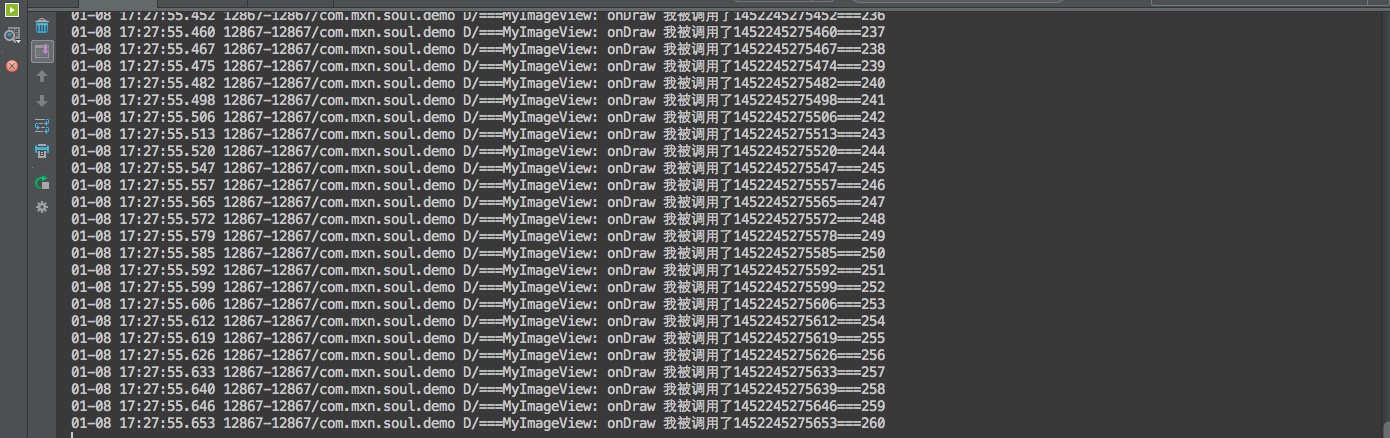 01-08 17:27:55.452 12867-12867/com.mxn.soul.demo D/===MyImageView: onDraw 我被调用了1452245275452===236
01-08 17:27:55.460 12867-12867/com.mxn.soul.demo D/===MyImageView: onDraw 我被调用了1452245275460===237
01-08 17:27:55.467 12867-12867/com.mxn.soul.demo D/===MyImageView: onDraw 我被调用了1452245275467===238
01-08 17:27:55.475 12867-12867/com.mxn.soul.demo D/===MyImageView: onDraw 我被调用了1452245275474===239
01-08 17:27:55.482 12867-12867/com.mxn.soul.demo D/===MyImageView: onDraw 我被调用了1452245275482===240
01-08 17:27:55.498 12867-12867/com.mxn.soul.demo D/===MyImageView: onDraw 我被调用了1452245275498===241
01-08 17:27:55.506 12867-12867/com.mxn.soul.demo D/===MyImageView: onDraw 我被调用了1452245275506===242
01-08 17:27:55.513 12867-12867/com.mxn.soul.demo D/===MyImageView: onDraw 我被调用了1452245275513===243
01-08 17:27:55.520 12867-12867/com.mxn.soul.demo D/===MyImageView: onDraw 我被调用了1452245275520===244
01-08 17:27:55.547 12867-12867/com.mxn.soul.demo D/===MyImageView: onDraw 我被调用了1452245275547===245
01-08 17:27:55.557 12867-12867/com.mxn.soul.demo D/===MyImageView: onDraw 我被调用了1452245275557===246
01-08 17:27:55.565 12867-12867/com.mxn.soul.demo D/===MyImageView: onDraw 我被调用了1452245275565===247
01-08 17:27:55.572 12867-12867/com.mxn.soul.demo D/===MyImageView: onDraw 我被调用了1452245275572===248
01-08 17:27:55.579 12867-12867/com.mxn.soul.demo D/===MyImageView: onDraw 我被调用了1452245275578===249
01-08 17:27:55.585 12867-12867/com.mxn.soul.demo D/===MyImageView: onDraw 我被调用了1452245275585===250
01-08 17:27:55.592 12867-12867/com.mxn.soul.demo D/===MyImageView: onDraw 我被调用了1452245275592===251
01-08 17:27:55.599 12867-12867/com.mxn.soul.demo D/===MyImageView: onDraw 我被调用了1452245275599===252
01-08 17:27:55.606 12867-12867/com.mxn.soul.demo D/===MyImageView: onDraw 我被调用了1452245275606===253
01-08 17:27:55.612 12867-12867/com.mxn.soul.demo D/===MyImageView: onDraw 我被调用了1452245275612===254
01-08 17:27:55.619 12867-12867/com.mxn.soul.demo D/===MyImageView: onDraw 我被调用了1452245275619===255
01-08 17:27:55.626 12867-12867/com.mxn.soul.demo D/===MyImageView: onDraw 我被调用了1452245275626===256
01-08 17:27:55.633 12867-12867/com.mxn.soul.demo D/===MyImageView: onDraw 我被调用了1452245275633===257
01-08 17:27:55.640 12867-12867/com.mxn.soul.demo D/===MyImageView: onDraw 我被调用了1452245275639===258
01-08 17:27:55.646 12867-12867/com.mxn.soul.demo D/===MyImageView: onDraw 我被调用了1452245275646===259
01-08 17:27:55.653 12867-12867/com.mxn.soul.demo D/===MyImageView: onDraw 我被调用了1452245275653===260